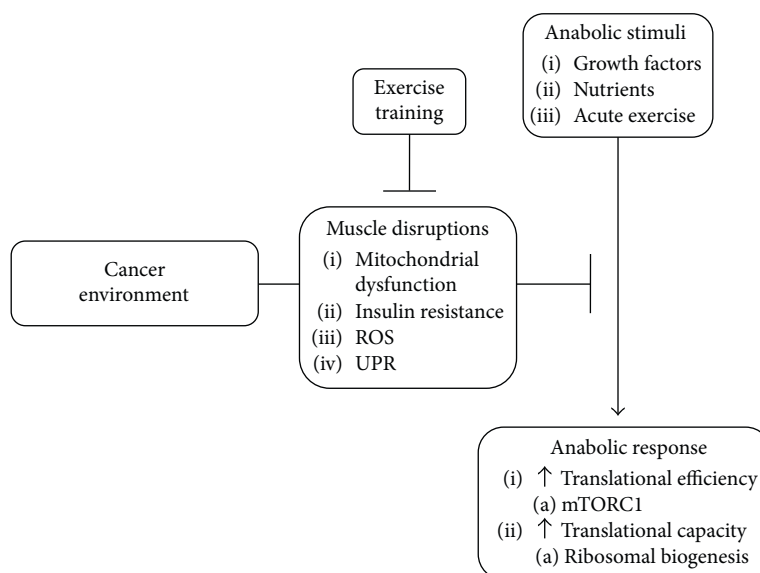 Anabolic stimuli
(i) Growth factors
(ii) Nutrients
(iii) Acute exercise
Exercise
training
Muscle disruptions
(i) Mitochondrial
dysfunction
(ii) Insulin resistance
(iii) ROS
(iv) UPR
Cancer
environment
Anabolic response
(i) ↑ Translational efficiency
(a) mTORC1
(ii) ↑ Translational capacity
(a) Ribosomal biogenesis